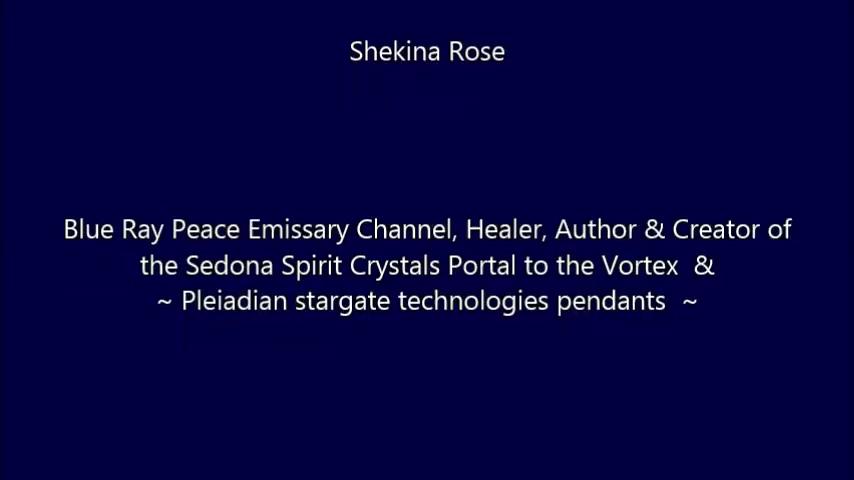 Shekina Rose
Blue Ray Peace Emissary Channel, Healer, Author & Creator of
the Sedona Spirit Crystals Portal to the Vortex &
~ Pleiadian stargate technologies pendants ~